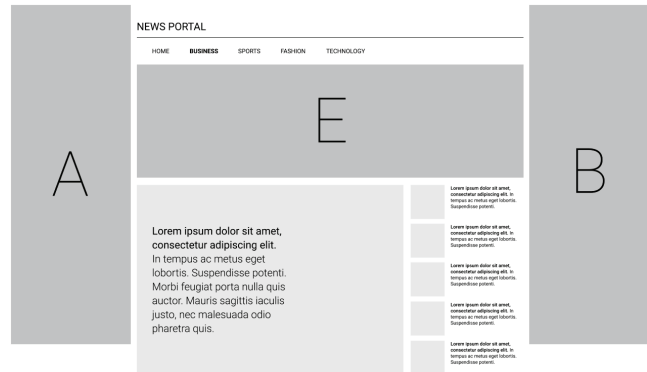 NEWS PORTAL
HOME BUSINESS SPORTS FASHION TECHNOLOGY
A
E
B
Lorem ipsum dolor sit amet,
consectetur adipiscing elit.
In tempus ac metus eget
lobortis. Suspendisse potenti.
Morbi feugiat porta nulla quis
auctor. Mauris sagittis iaculis
justo, nec malesuada odio
pharetra quis.
Lorem ipsum dolor sit amet,
consectetur adipiscing elit. In
tempus ac metus eget lobortis.
Suspendisse potenti.
Lorem ipsum dolor sit amet,
consectetur adipiscing elit. In
tempus ac metus eget lobortis.
Suspendisse potenti.
Lorem ipsum dolor sit amet,
consectetur adipiscing elit. In
tempus ac metus eget lobortis.
Suspendisse potenti.
Lorem ipsum dolor sit amet,
consectetur adipiscing elit. In
tempus ac metus eget lobortis.
Suspendisse potenti.
Lorem ipsum dolor sit amet,
consectetur adipiscing elit. In
tempus ac metus eget lobortis.
Suspendisse potenti.